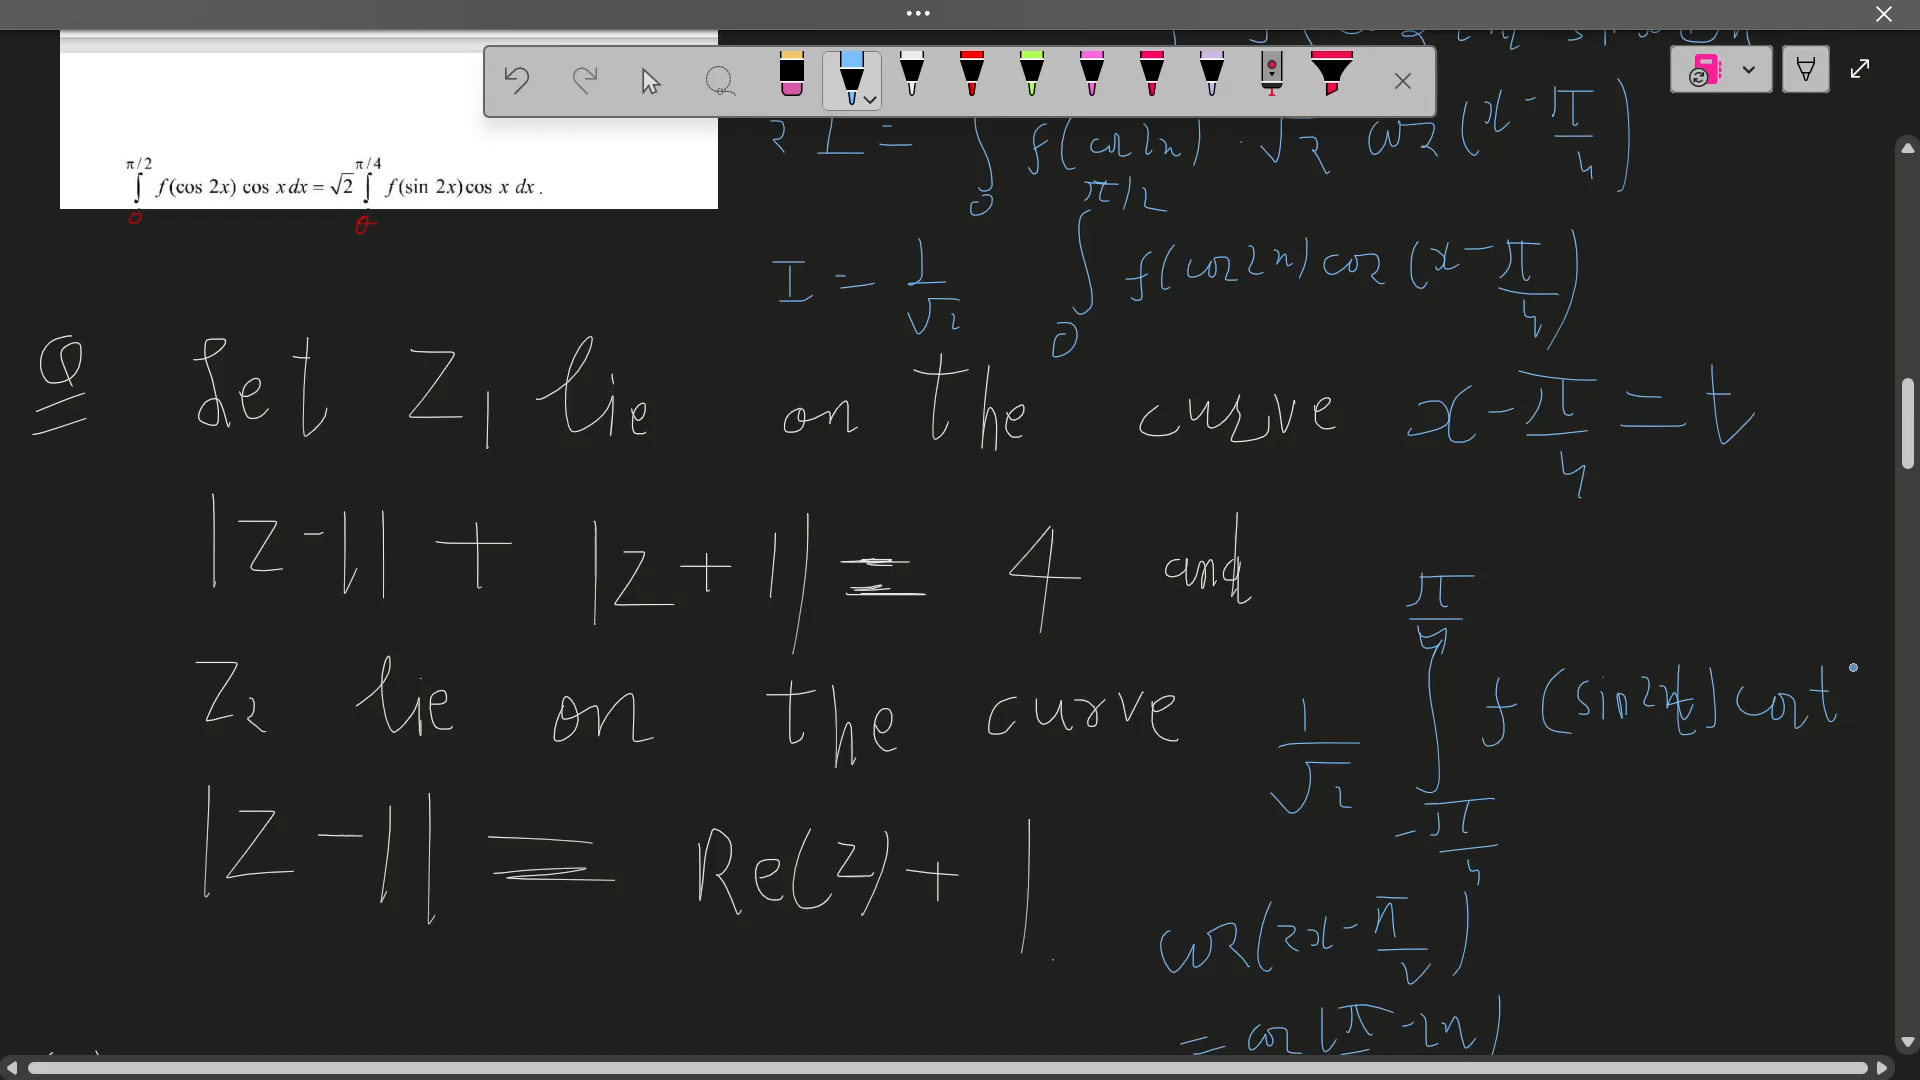 π/2 π/4
∫ f(cos 2x) cos x dx = √2 ∫ f(sin 2x) cos x dx .
0 0
2 I = ∫ f(cos 2x) · √2 cos (x - π/4)
0
π/2
I = 1/√2 ∫ f(cos 2x) cos (x - π/4)
0
Q Let Z1 lie on the curve
|Z - 1| + |Z + 1| = 4 and
Z2 lie on the curve
|Z - 1| = Re(Z) + 1
x - π/4 = t
π/4
1/√2 ∫ f(sin 2t) cos t
- π/4
cos(2x - π/2)
= cos(π - 2x)